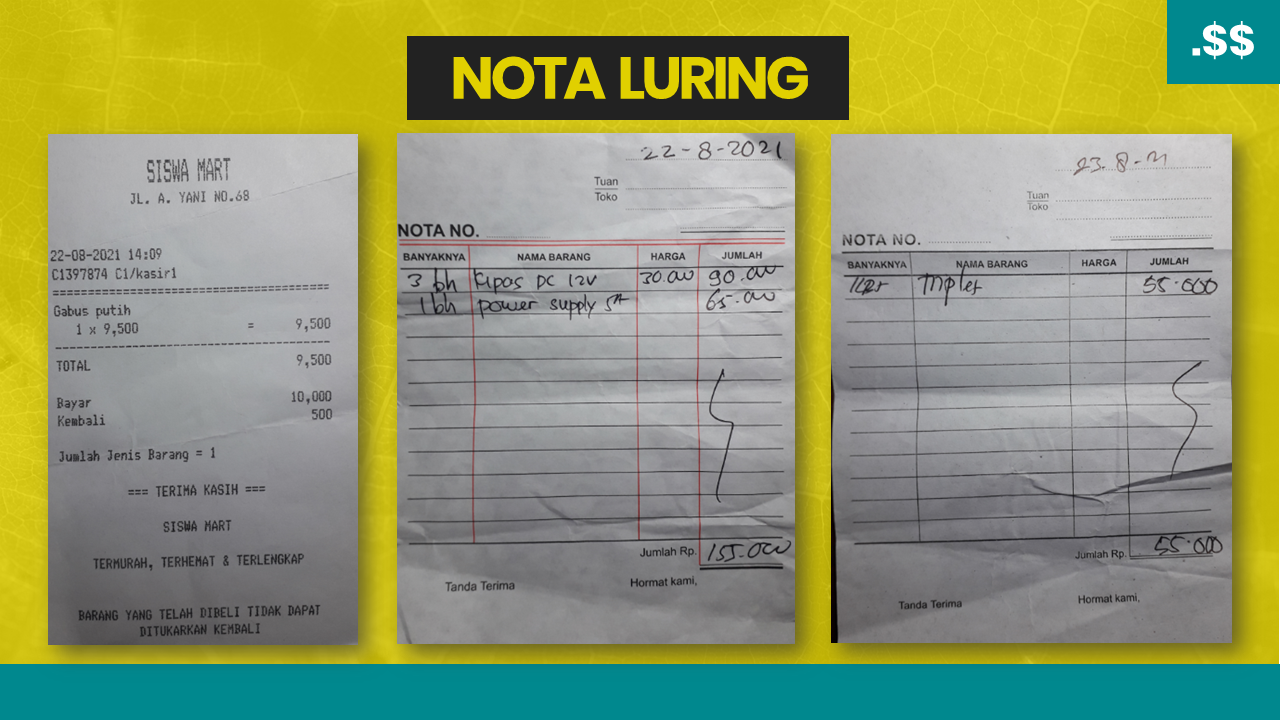 .$$
NOTA LURING
SISWA MART
JL. A. YANI NO.68
22-08-2021 14:09
C1397874 C1/kasir1
================================
Gabus putih
1 x 9,500 = 9,500
--------------------------------
TOTAL 9,500
Bayar 10,000
Kembali 500
Jumlah Jenis Barang = 1
=== TERIMA KASIH ===
SISWA MART
TERMURAH, TERHEMAT & TERLENGKAP
BARANG YANG TELAH DIBELI TIDAK DAPAT
DITUKARKAN KEMBALI
22-8-2021
Tuan
Toko
NOTA NO.
BANYAKNYA NAMA BARANG HARGA JUMLAH
3 bh Kipas DC 12V 30.000 90.000
1 bh power supply 5A 65.000
Jumlah Rp. 155.000
Tanda Terima Hormat kami,
23.8-21
Tuan
Toko
NOTA NO.
BANYAKNYA NAMA BARANG HARGA JUMLAH
Triplet 55.000
Jumlah Rp. 55.000
Tanda Terima Hormat kami,